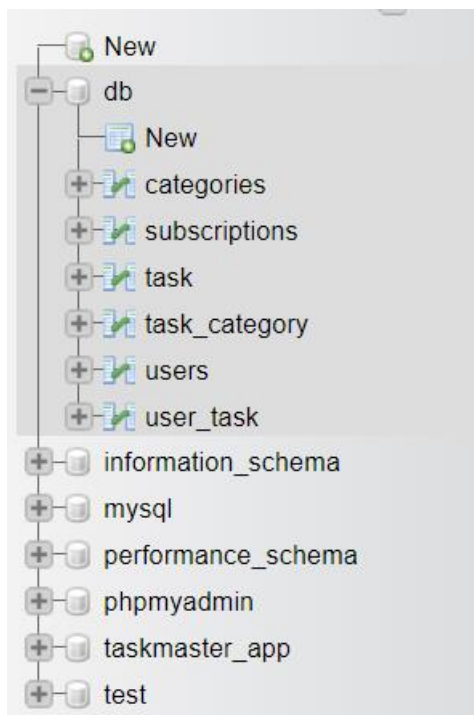 New
db
New
categories
subscriptions
task
task_category
users
user_task
information_schema
mysql
performance_schema
phpmyadmin
taskmaster_app
test